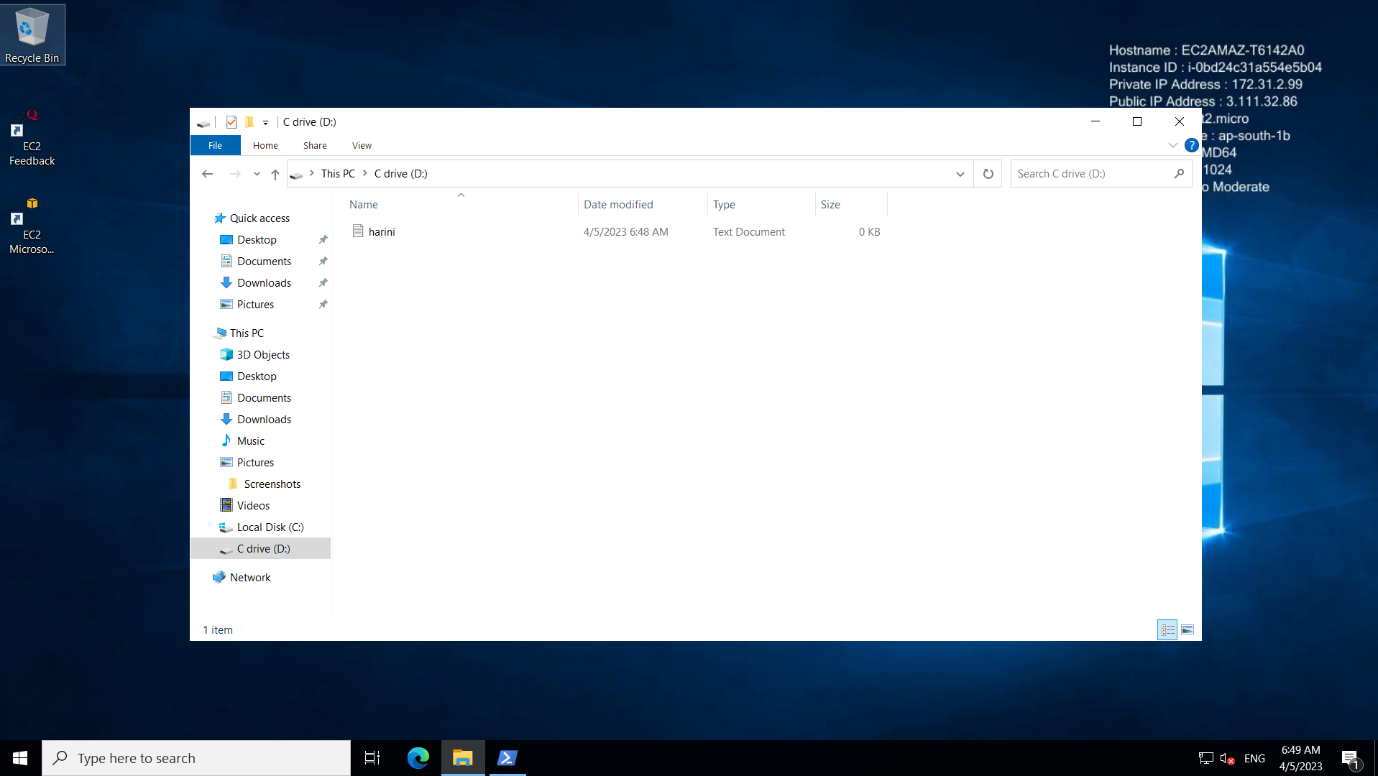 Recycle Bin
EC2
Feedback
EC2
Microso...
Hostname : EC2AMAZ-T6142A0
Instance ID : i-0bd24c31a554e5b04
Private IP Address : 172.31.2.99
Public IP Address : 3.111.32.86
t2.micro
e : ap-south-1b
MD64
1024
o Moderate
C drive (D:)
File Home Share View
This PC > C drive (D:)
Search C drive (D:)
Name Date modified Type Size
harini 4/5/2023 6:48 AM Text Document 0 KB
Quick access
Desktop
Documents
Downloads
Pictures
This PC
3D Objects
Desktop
Documents
Downloads
Music
Pictures
Screenshots
Videos
Local Disk (C:)
C drive (D:)
Network
1 item
Type here to search
ENG
6:49 AM
4/5/2023
1